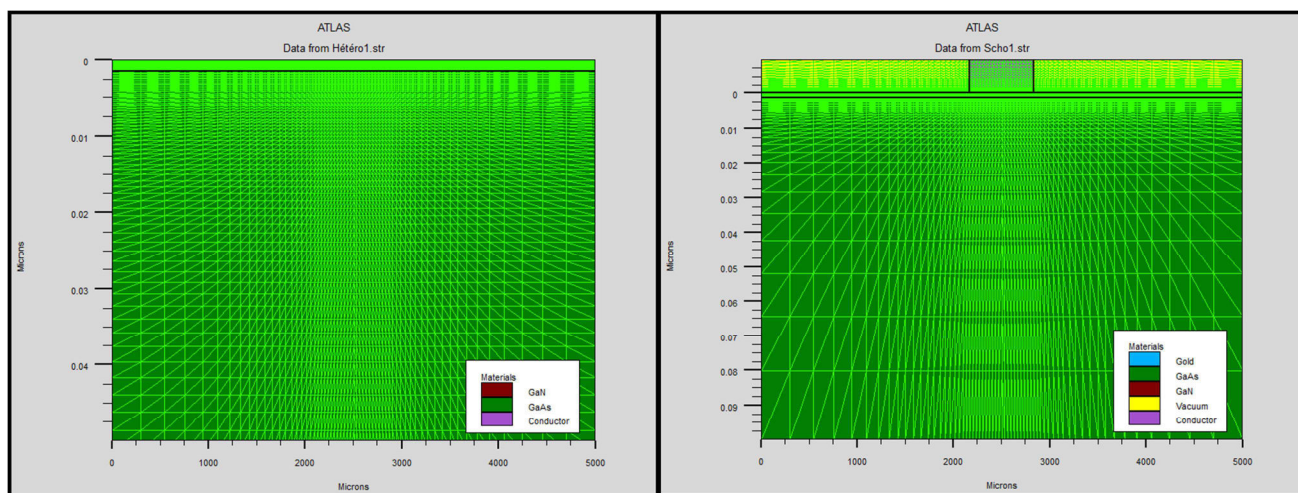 ATLAS
Data from Hétéro1.str
0
0.01
0.02
0.03
0.04
Microns
0
1000
2000
3000
4000
5000
Microns
Materials
GaN
GaAs
Conductor
ATLAS
Data from Scho1.str
0
0.01
0.02
0.03
0.04
0.05
0.06
0.07
0.08
0.09
Microns
0
1000
2000
3000
4000
5000
Microns
Materials
Gold
GaAs
GaN
Vacuum
Conductor